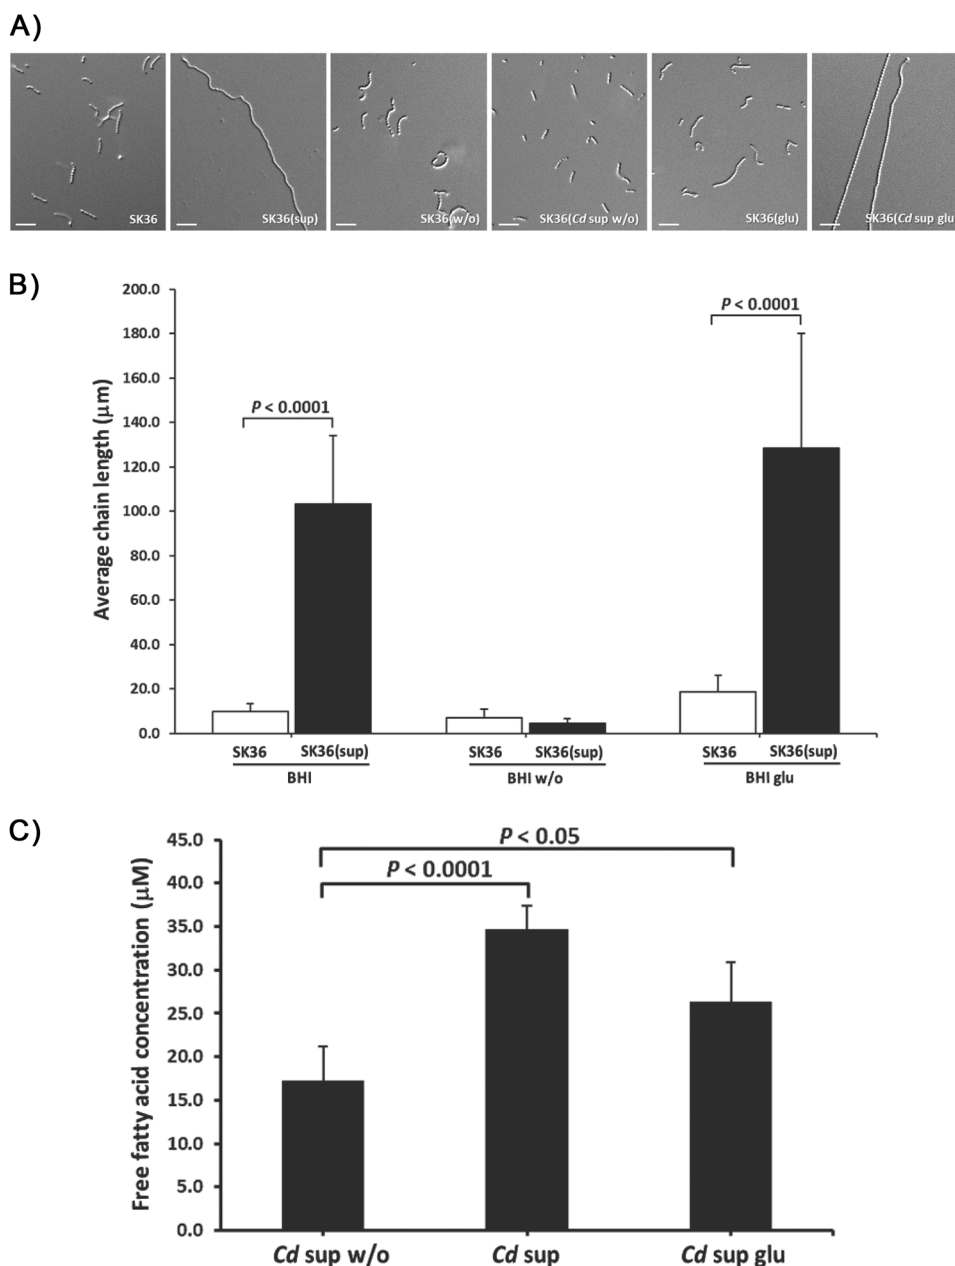 A)
SK36
SK36(sup)
SK36(w/o)
SK36(Cd sup w/o)
SK36(glu)
SK36(Cd sup glu
B)
Average chain length (μm)
200.0
180.0
160.0
140.0
120.0
100.0
80.0
60.0
40.0
20.0
0.0
P < 0.0001
P < 0.0001
SK36 SK36(sup)
BHI
SK36 SK36(sup)
BHI w/o
SK36 SK36(sup)
BHI glu
C)
Free fatty acid concentration (μM)
45.0
40.0
35.0
30.0
25.0
20.0
15.0
10.0
5.0
0.0
P < 0.05
P < 0.0001
Cd sup w/o
Cd sup
Cd sup glu